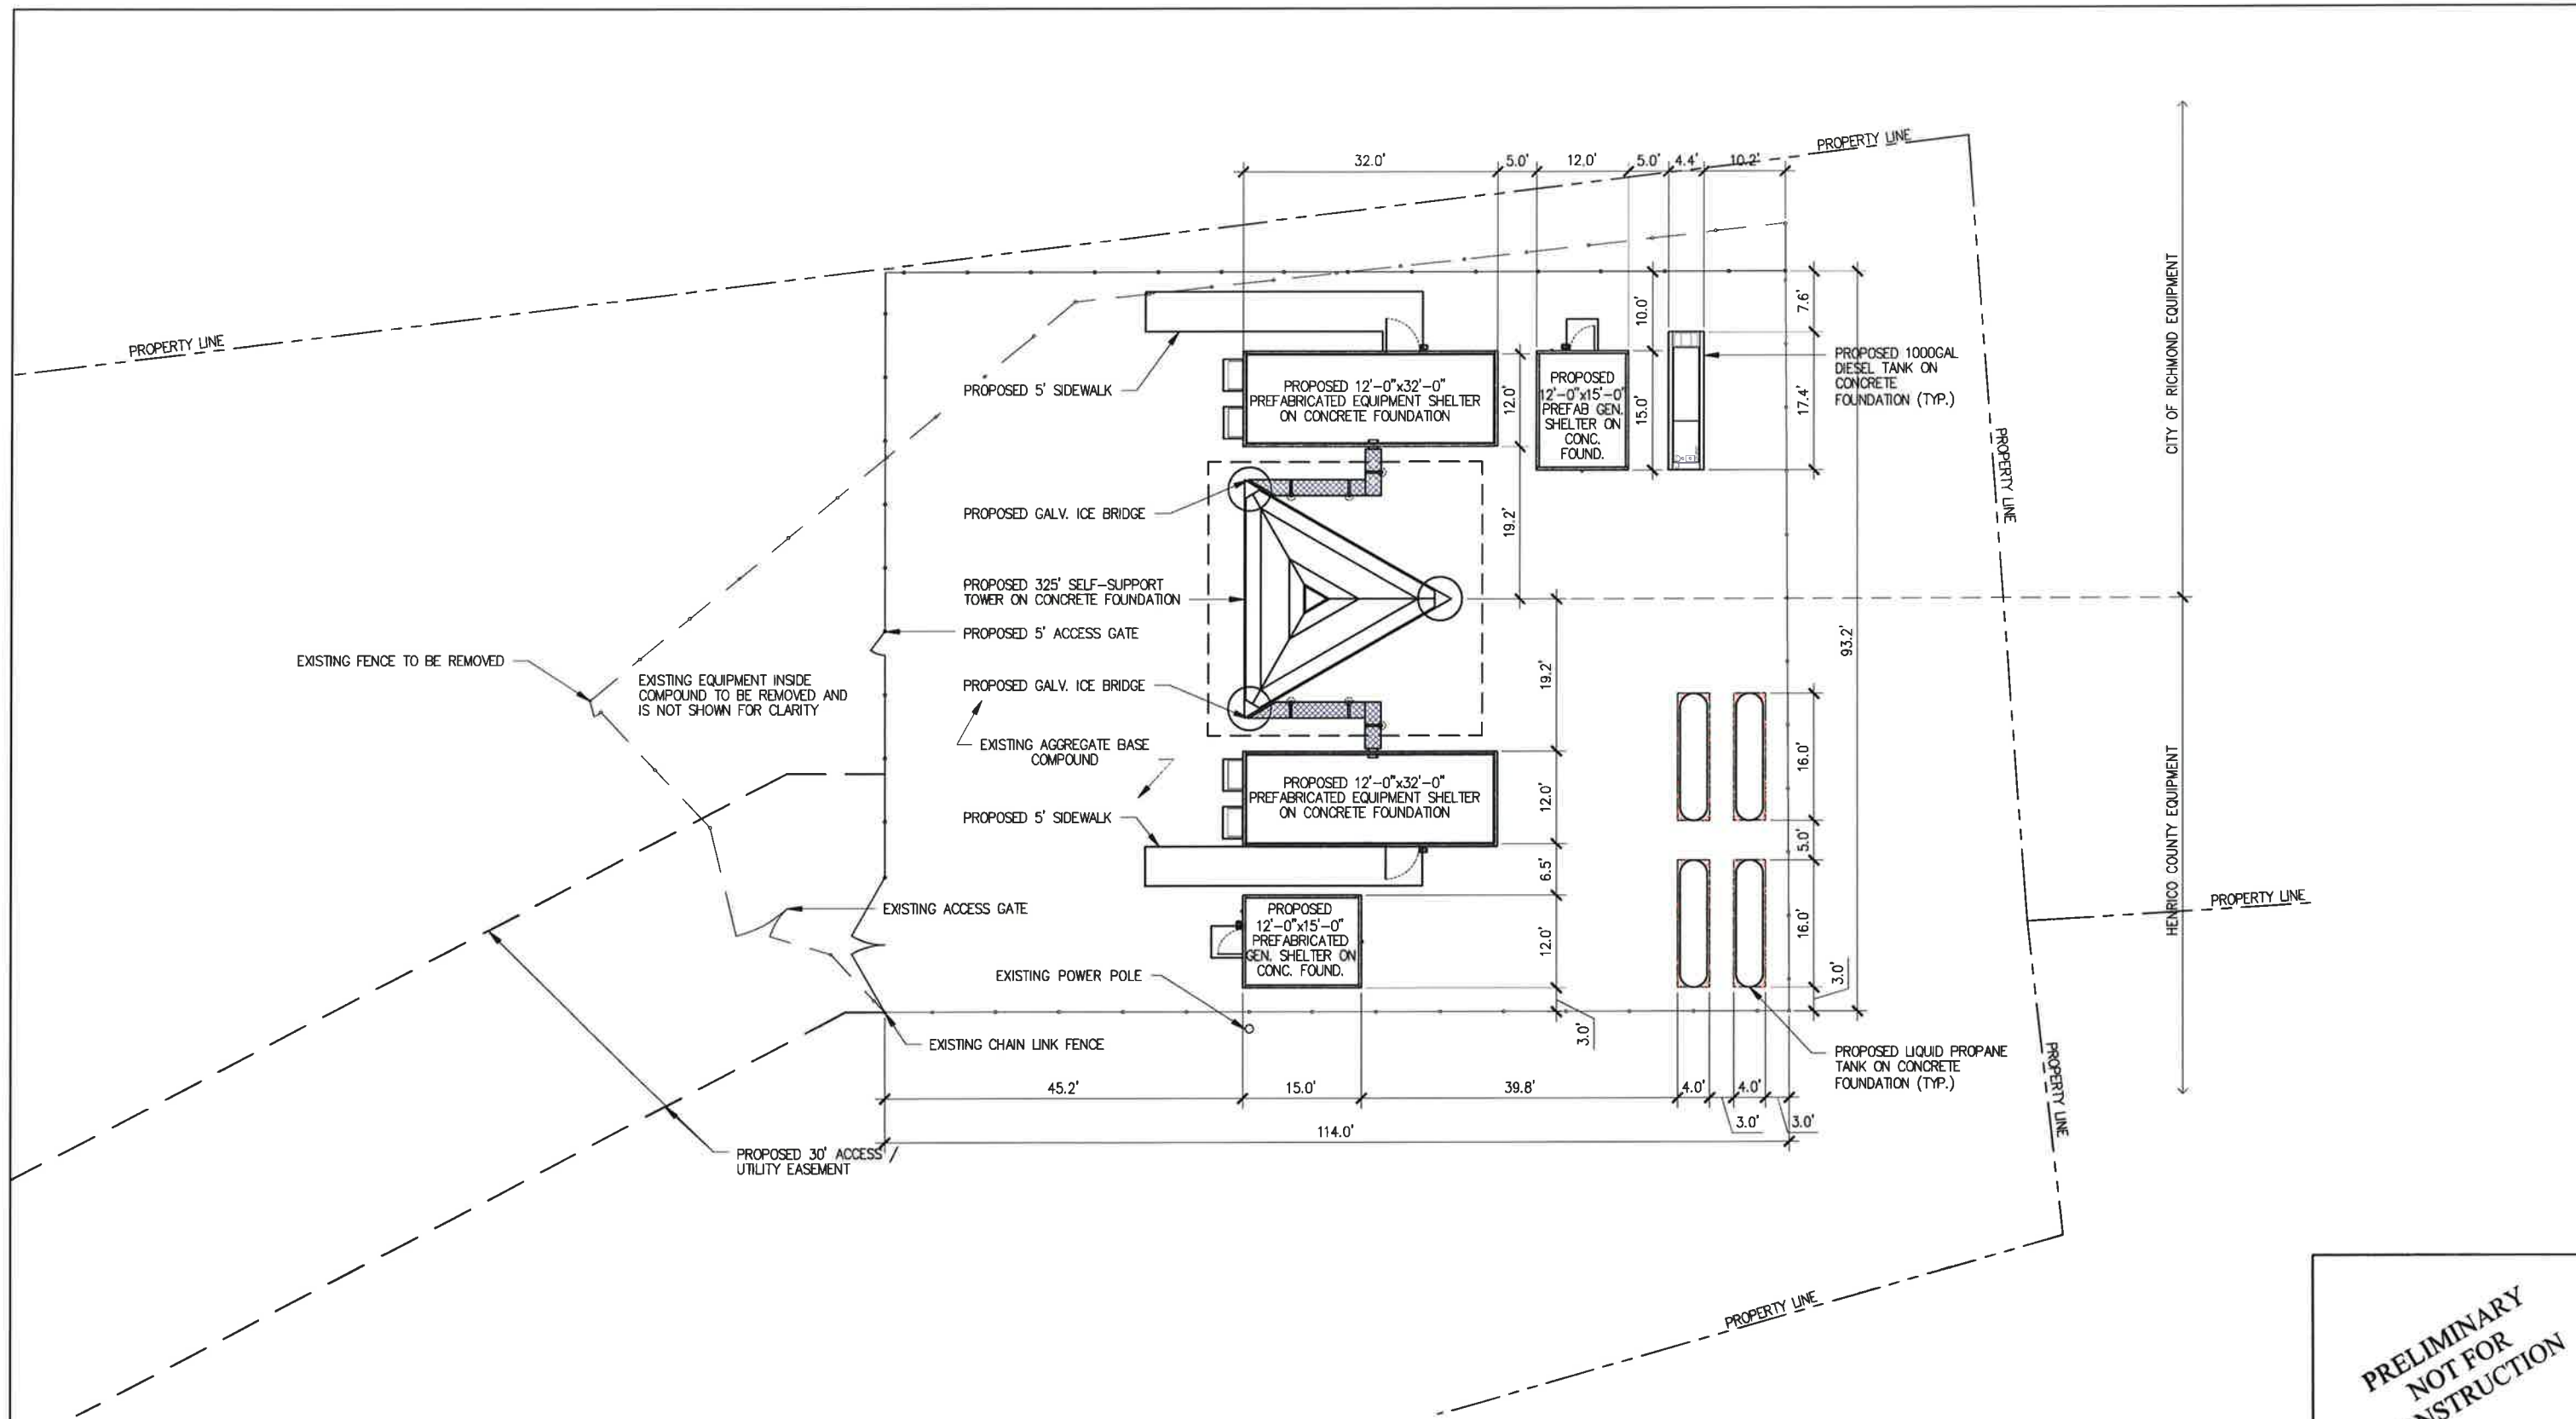 PROPERTY LINE
32.0'
5.0'
12.0'
5.0'
4.4'
10.2'
PROPERTY LINE
CITY OF RICHMOND EQUIPMENT
7.6'
10.0'
PROPOSED 5' SIDEWALK
PROPOSED 12'-0"x32'-0"
PREFABRICATED EQUIPMENT SHELTER
ON CONCRETE FOUNDATION
12.0'
PROPOSED
12'-0"x15'-0"
PREFAB GEN.
SHELTER ON
CONC.
FOUND.
15.0'
17.4'
PROPOSED 1000GAL
DIESEL TANK ON
CONCRETE
FOUNDATION (TYP.)
PROPERTY LINE
PROPOSED GALV. ICE BRIDGE
19.2'
PROPOSED 325' SELF-SUPPORT
TOWER ON CONCRETE FOUNDATION
PROPOSED 5' ACCESS GATE
93.2'
EXISTING FENCE TO BE REMOVED
EXISTING EQUIPMENT INSIDE
COMPOUND TO BE REMOVED AND
IS NOT SHOWN FOR CLARITY
PROPOSED GALV. ICE BRIDGE
19.2'
EXISTING AGGREGATE BASE
COMPOUND
16.0'
HENRICO COUNTY EQUIPMENT
PROPOSED 12'-0"x32'-0"
PREFABRICATED EQUIPMENT SHELTER
ON CONCRETE FOUNDATION
12.0'
PROPOSED 5' SIDEWALK
5.0'
6.5'
PROPERTY LINE
EXISTING ACCESS GATE
PROPOSED
12'-0"x15'-0"
PREFABRICATED
GEN. SHELTER ON
CONC. FOUND.
12.0'
16.0'
EXISTING POWER POLE
3.0'
3.0'
EXISTING CHAIN LINK FENCE
PROPOSED LIQUID PROPANE
TANK ON CONCRETE
FOUNDATION (TYP.)
PROPERTY LINE
45.2'
15.0'
39.8'
4.0'
4.0'
3.0'
3.0'
114.0'
PROPOSED 30' ACCESS /
UTILITY EASEMENT
PROPERTY LINE
PRELIMINARY
NOT FOR
NSTRUCTION